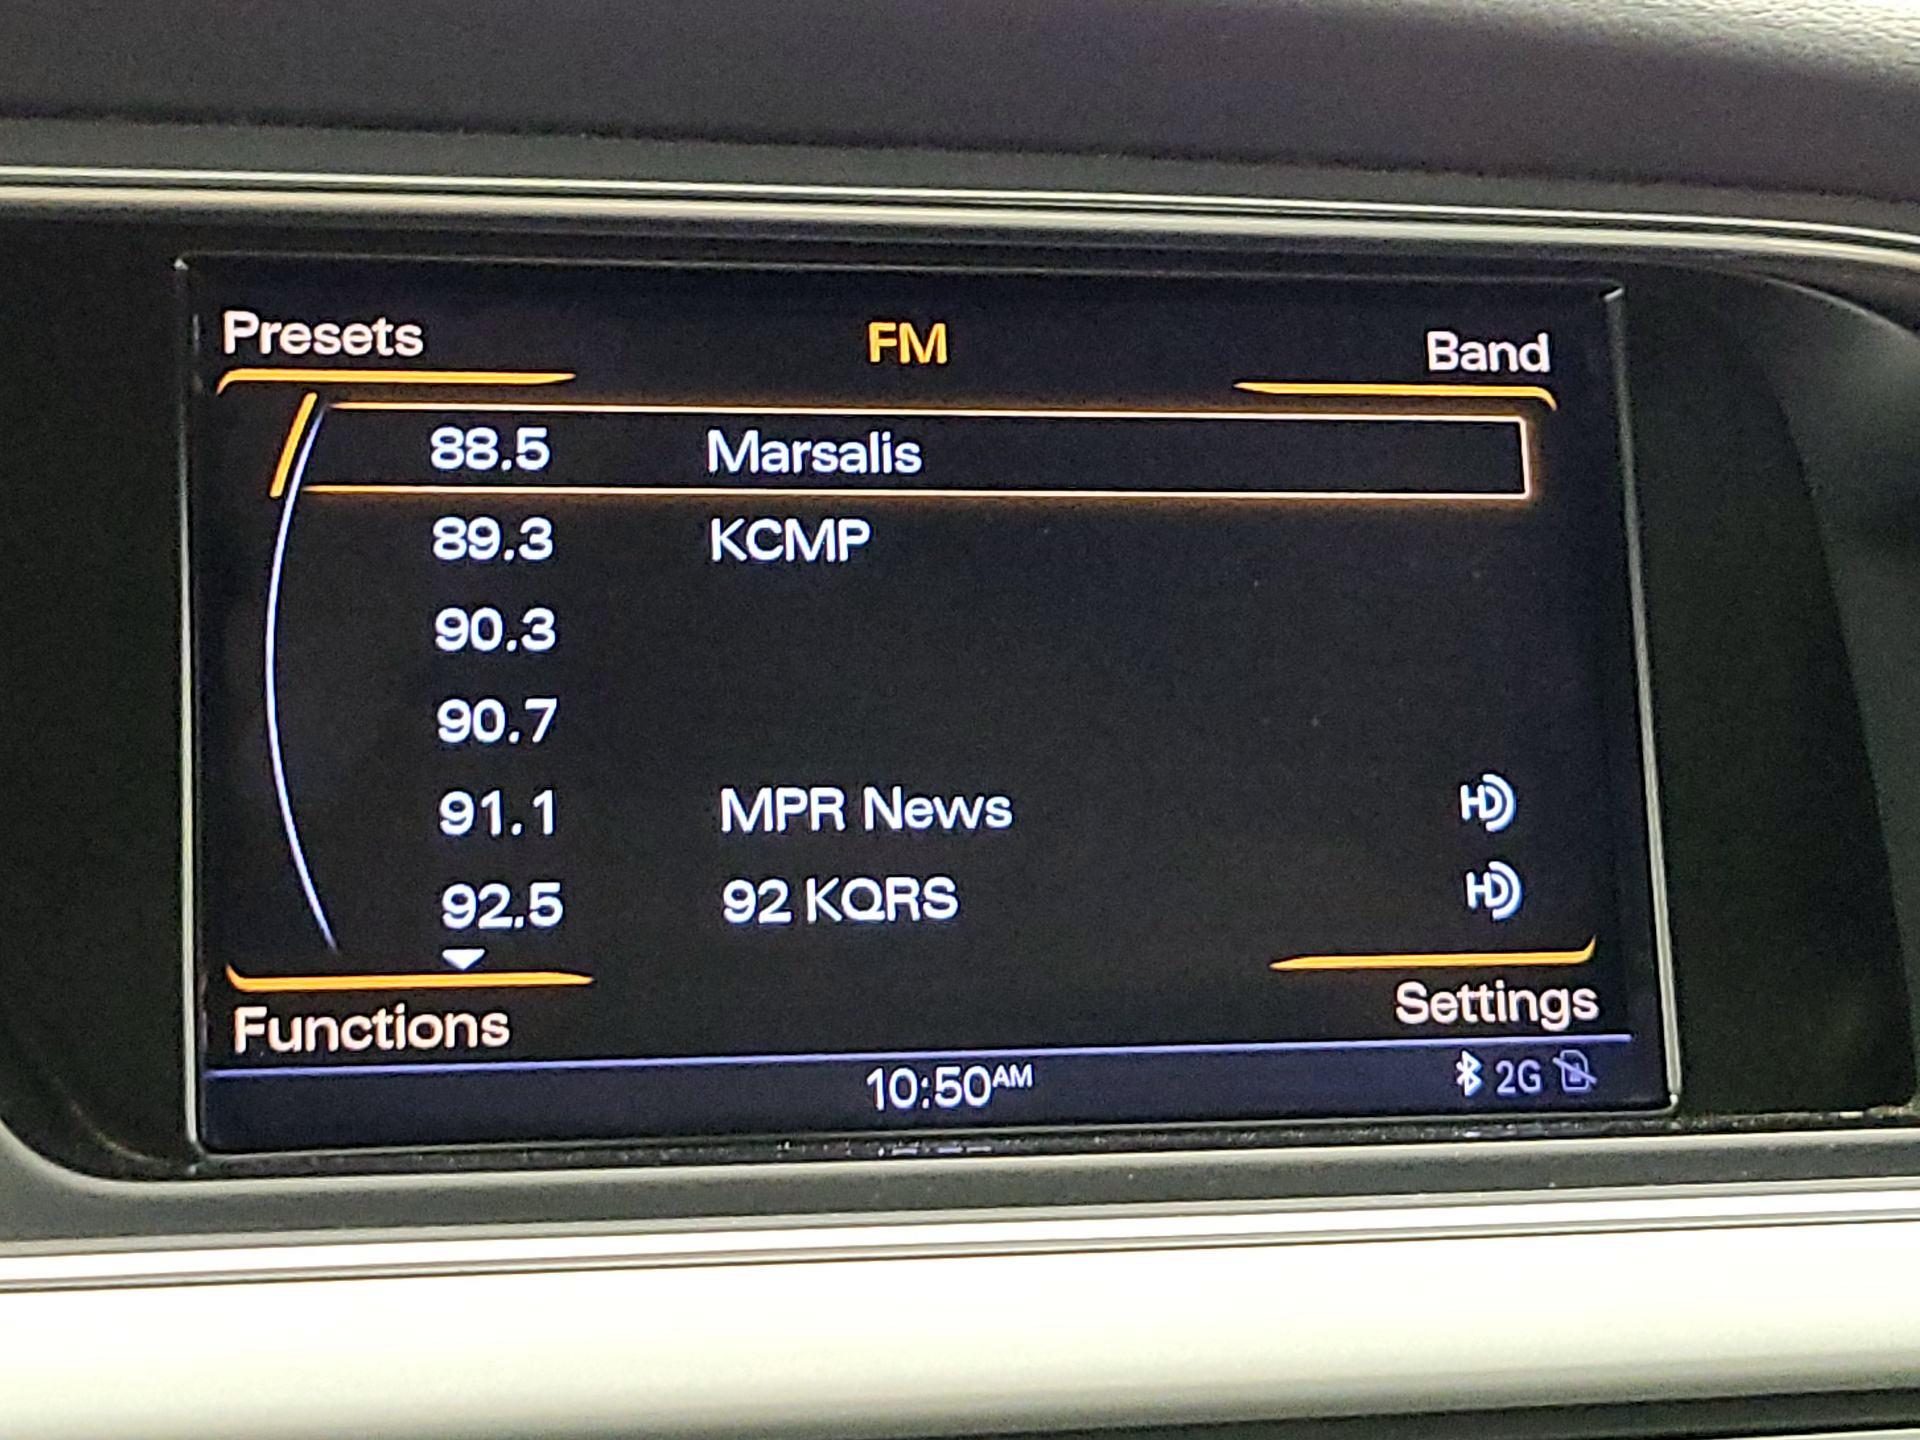 Presets FM Band
88.5 Marsalis
89.3 KCMP
90.3
90.7
91.1 MPR News HD
92.5 92 KQRS HD
Functions Settings
10:50AM 2G